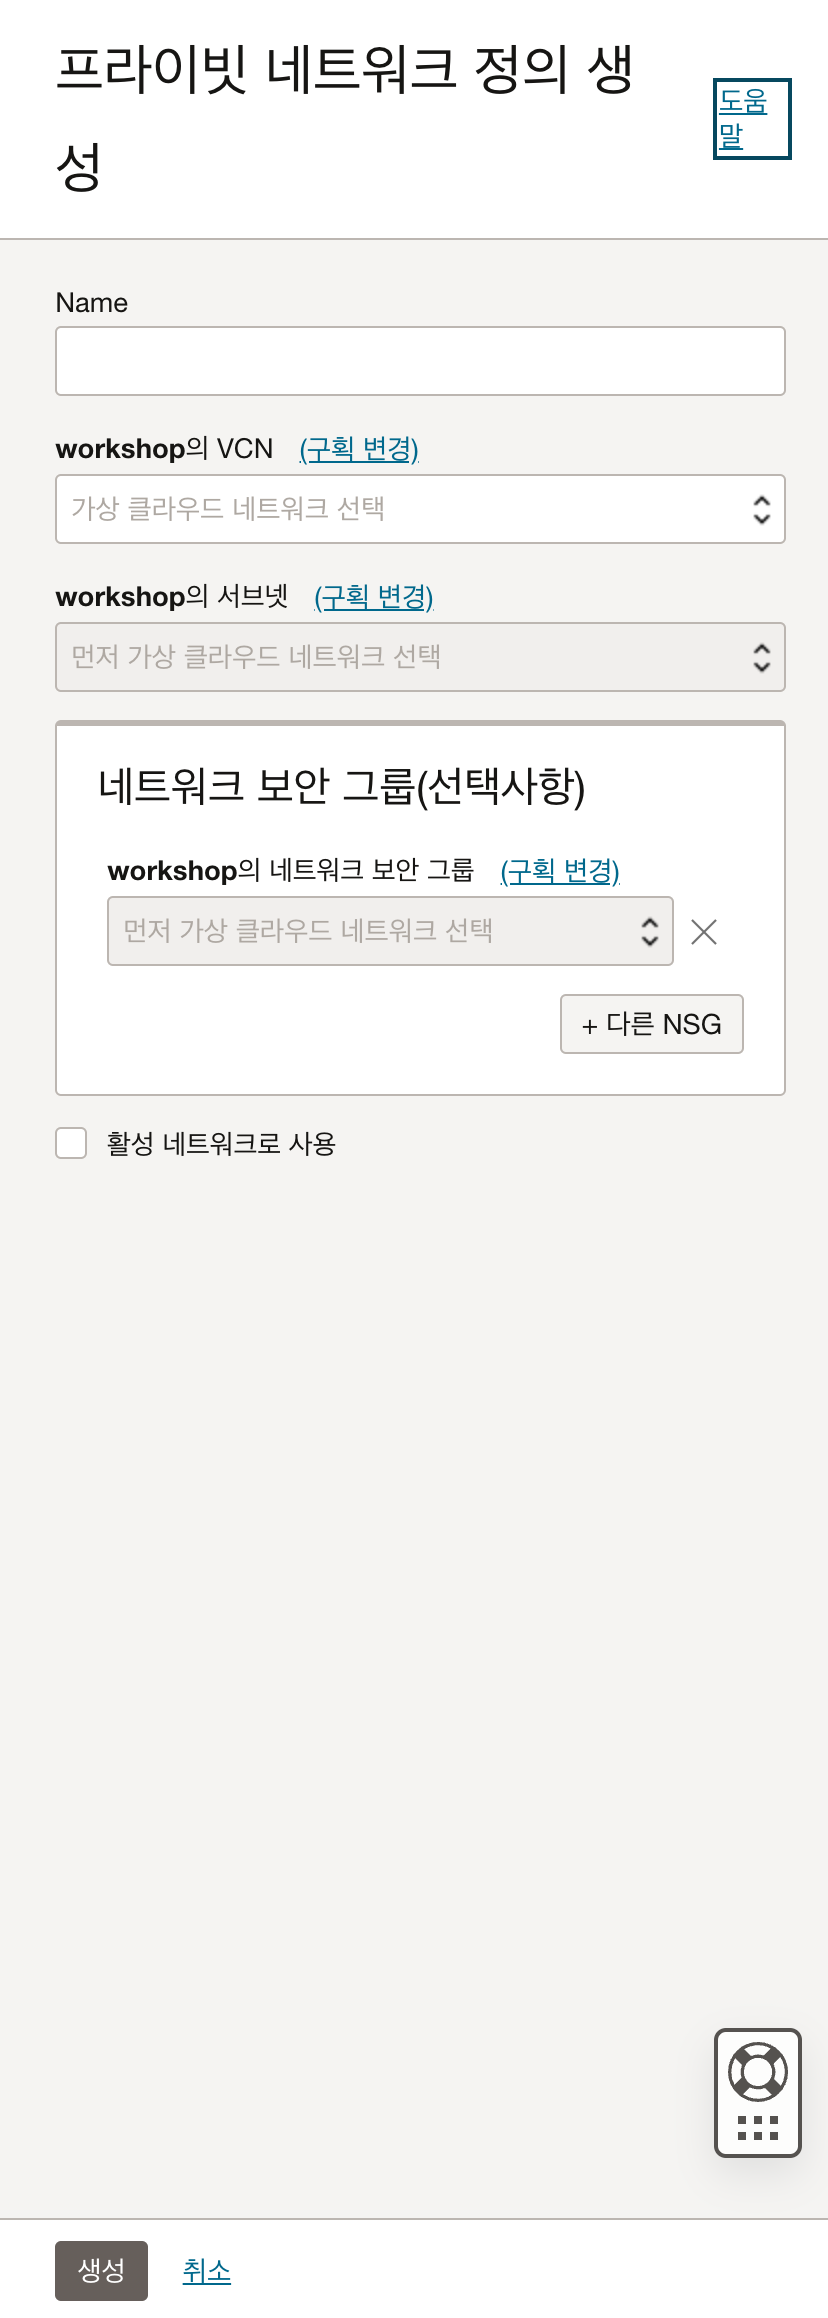 프라이빗 네트워크 정의 생
성
도움
말
Name
workshop의 VCN (구획 변경)
가상 클라우드 네트워크 선택
workshop의 서브넷 (구획 변경)
먼저 가상 클라우드 네트워크 선택
네트워크 보안 그룹(선택사항)
workshop의 네트워크 보안 그룹 (구획 변경)
먼저 가상 클라우드 네트워크 선택
+ 다른 NSG
활성 네트워크로 사용
생성 취소